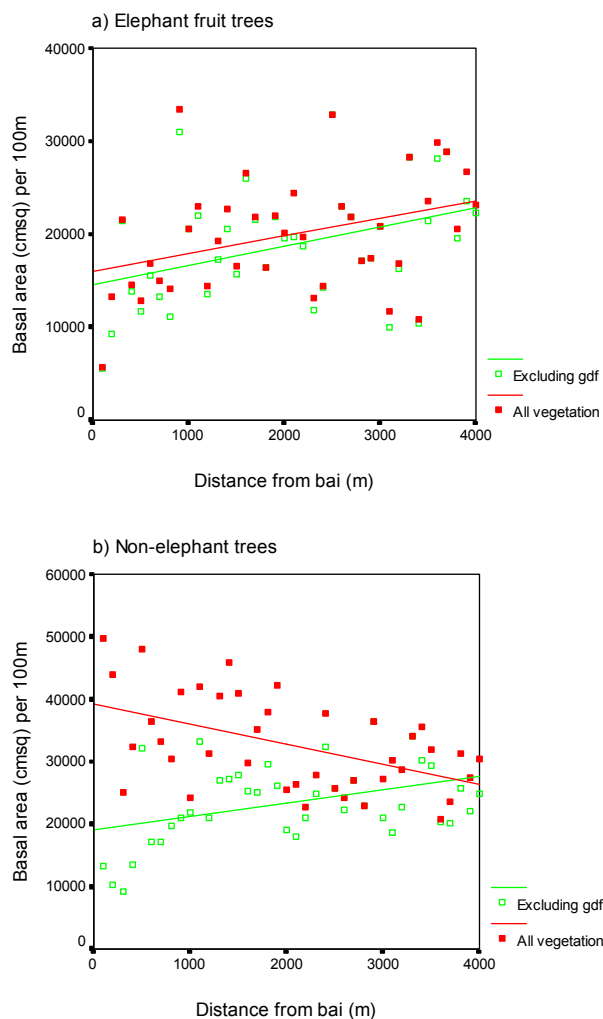 a) Elephant fruit trees
40000
30000
20000
10000
0
0
1000
2000
3000
4000
Basal area (cmsq) per 100m
Distance from bai (m)
Excluding gdf
All vegetation
b) Non-elephant trees
60000
50000
40000
30000
20000
10000
0
0
1000
2000
3000
4000
Basal area (cmsq) per 100m
Distance from bai (m)
Excluding gdf
All vegetation